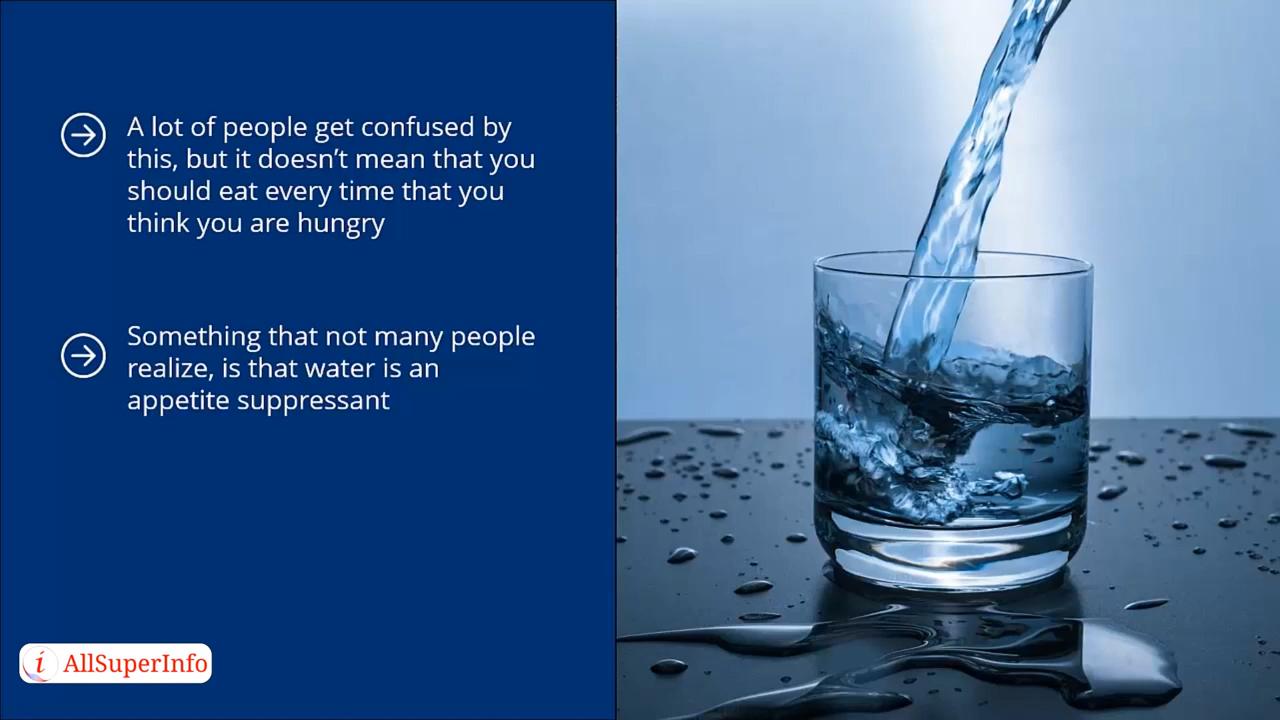 A lot of people get confused by
this, but it doesn’t mean that you
should eat every time that you
think you are hungry
Something that not many people
realize, is that water is an
appetite suppressant
i AllSuperInfo